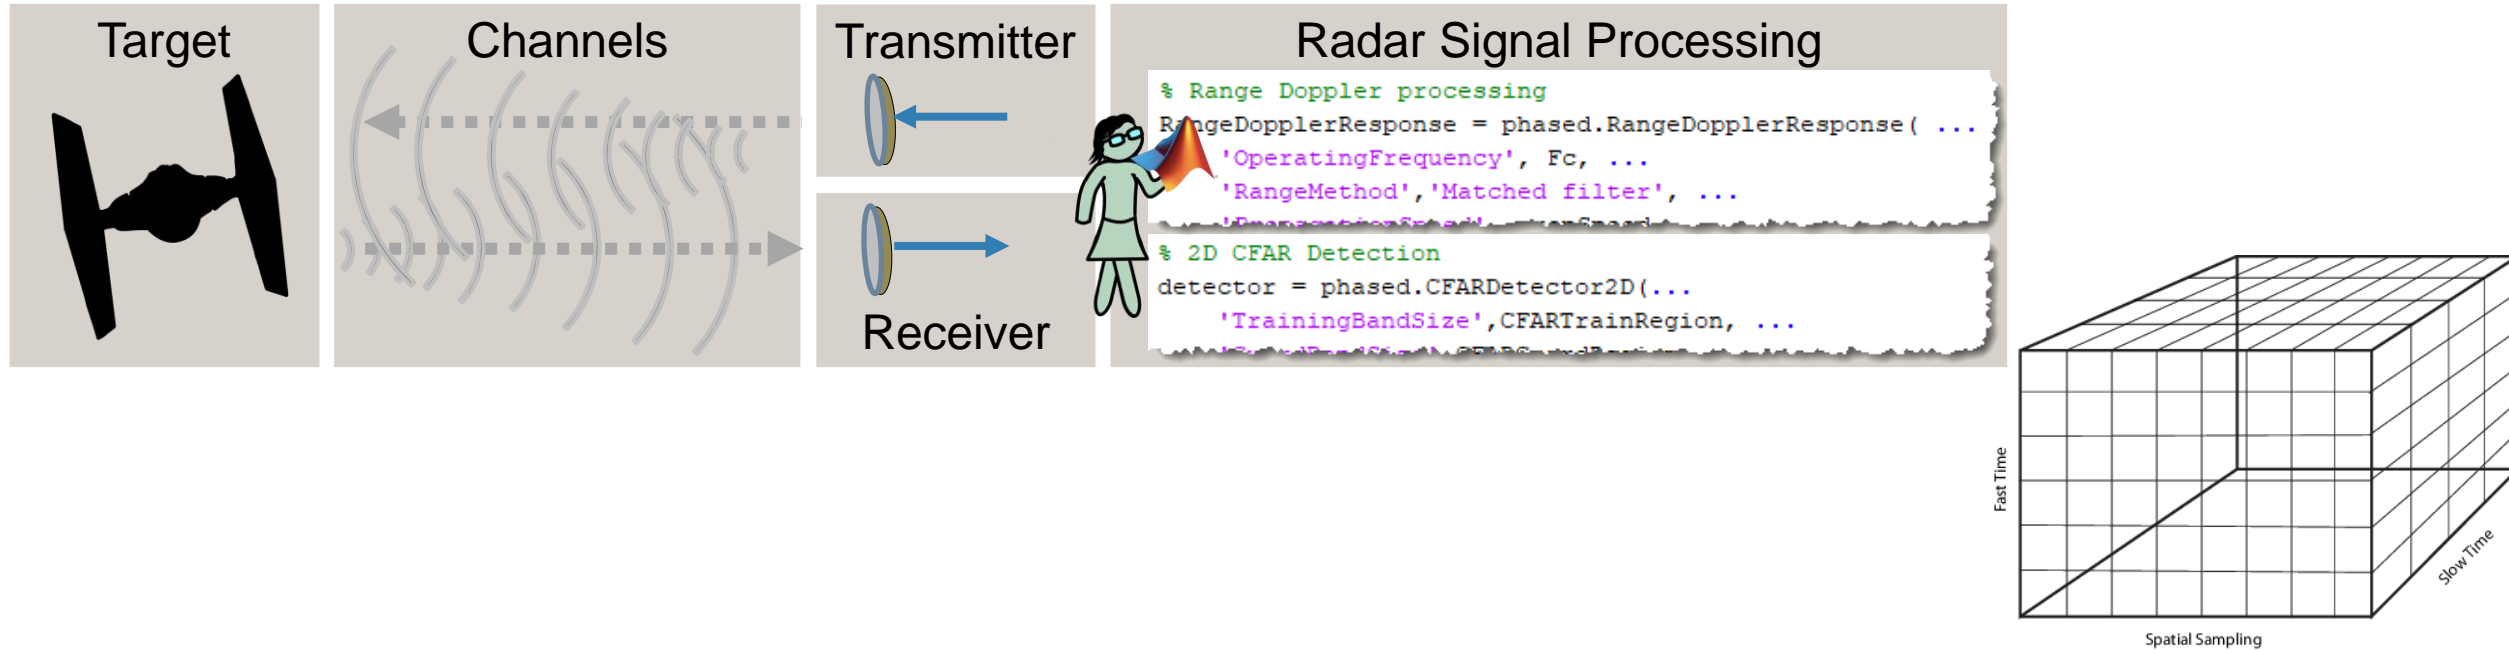 Target
Channels
Transmitter
Receiver
Radar Signal Processing
% Range Doppler processing
RangeDopplerResponse = phased.RangeDopplerResponse( ...
'OperatingFrequency', Fc, ...
'RangeMethod','Matched filter', ...
% 2D CFAR Detection
detector = phased.CFARDetector2D(...
'TrainingBandSize',CFARTrainRegion, ...
Fast Time
Slow Time
Spatial Sampling